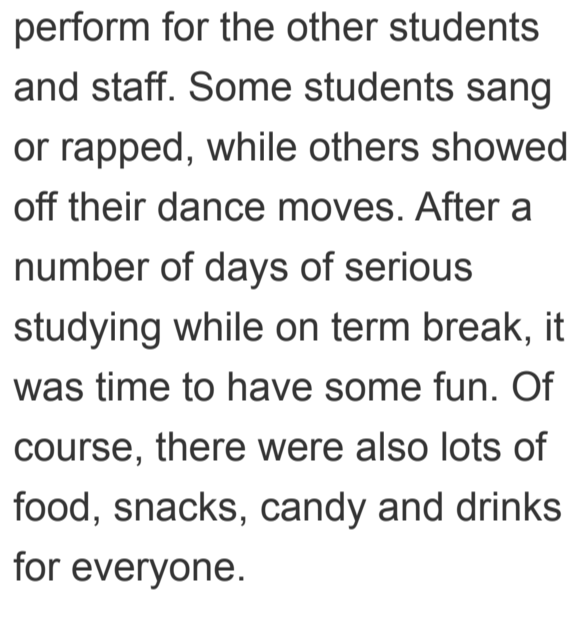 perform for the other students
and staff. Some students sang
or rapped, while others showed
off their dance moves. After a
number of days of serious
studying while on term break, it
was time to have some fun. Of
course, there were also lots of
food, snacks, candy and drinks
for everyone.